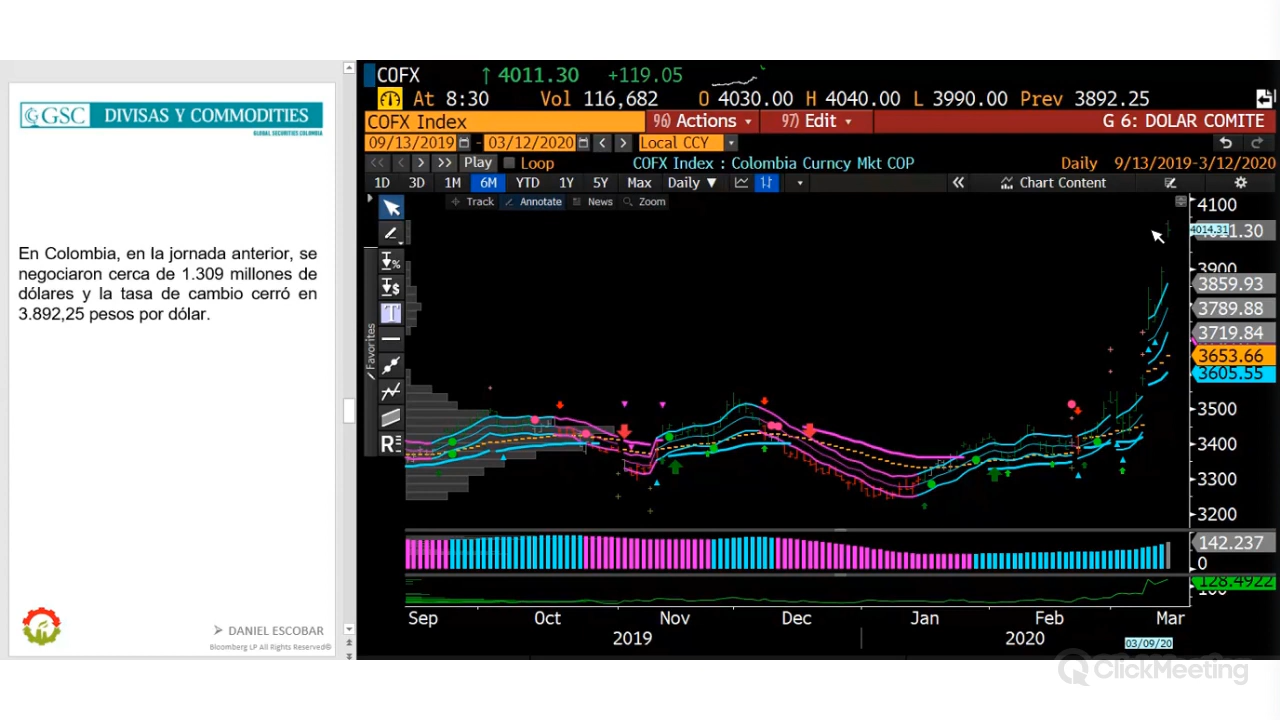 GSC DIVISAS Y COMMODITIES
GLOBAL SECURITIES COLOMBIA
En Colombia, en la jornada anterior, se
negociaron cerca de 1.309 millones de
dólares y la tasa de cambio cerró en
3.892,25 pesos por dólar.
➢ DANIEL ESCOBAR
Bloomberg LP All Rights Reserved®
COFX ↑ 4011.30 +119.05
At 8:30 Vol 116,682 O 4030.00 H 4040.00 L 3990.00 Prev 3892.25
COFX Index 96) Actions 97) Edit G 6: DOLAR COMITE
09/13/2019 - 03/12/2020 Local CCY
<< < > >> Play Loop COFX Index : Colombia Curncy Mkt COP Daily 9/13/2019-3/12/2020
1D 3D 1M 6M YTD 1Y 5Y Max Daily ▼ Chart Content
Track Annotate News Zoom
Favorites
%
$
T
R
4100
4014.31
4011.30
3900
3859.93
3789.88
3719.84
3653.66
3605.55
3500
3400
3300
3200
142.237
0
128.4922
100
Sep Oct Nov Dec Jan Feb Mar
2019 2020
03/09/20
ClickMeeting